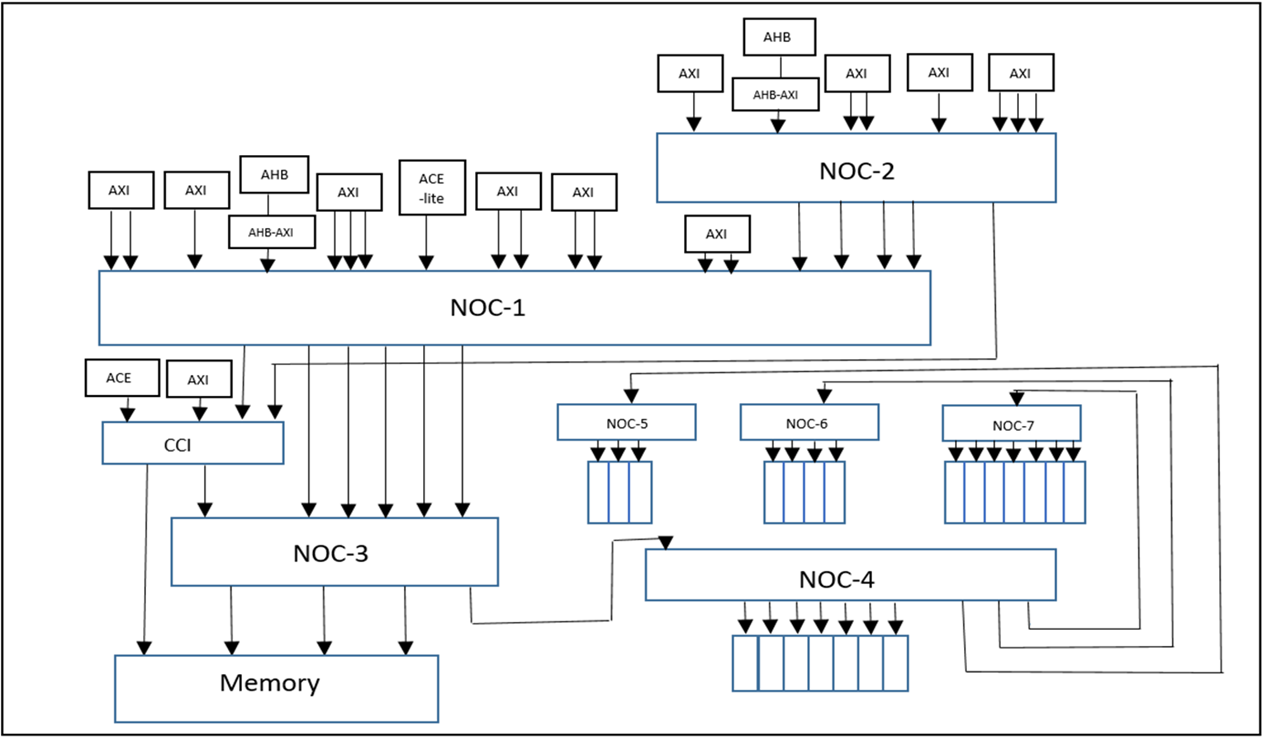 AHB
AXI
AHB-AXI
AXI
AXI
AXI
NOC-2
AXI
AXI
AHB
AHB-AXI
AXI
ACE
-lite
AXI
AXI
AXI
NOC-1
ACE
AXI
CCI
NOC-5
NOC-6
NOC-7
NOC-3
NOC-4
Memory